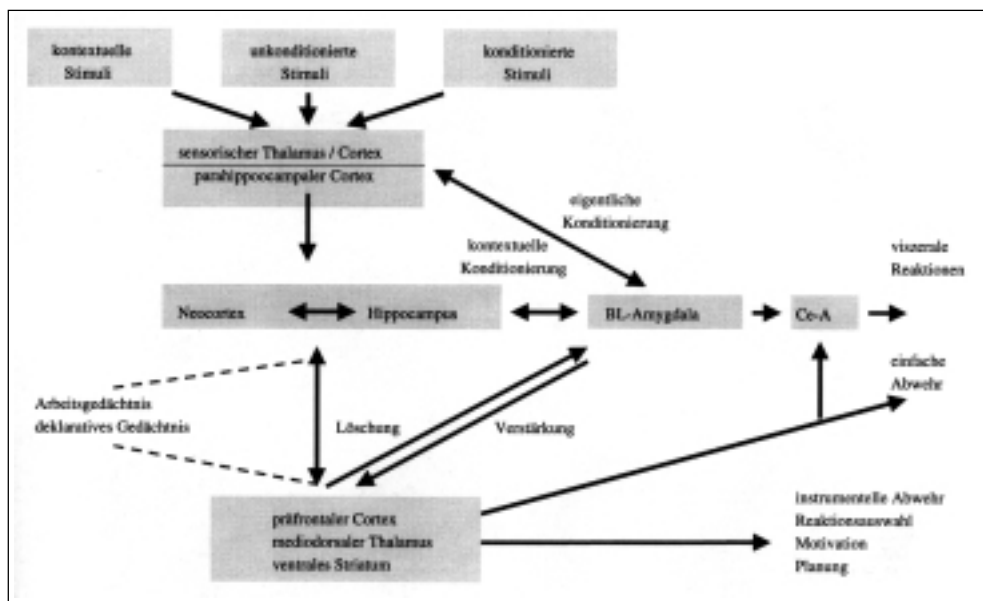 kontextuelle
Stimuli
unkonditionierte
Stimuli
konditionierte
Stimuli
sensorischer Thalamus / Cortex
parahippoocampaler Cortex
eigentliche
Konditionierung
kontextuelle
Konditionierung
viszerale
Reaktionen
Neocortex
Hippocampus
BL-Amygdala
Ce-A
einfache
Abwehr
Arbeitsgedächtnis
deklaratives Gedächtnis
Löschung
Verstärkung
präfrontaler Cortex
mediodorsaler Thalamus
ventrales Striatum
instrumentelle Abwehr
Reaktionsauswahl
Motivation
Planung